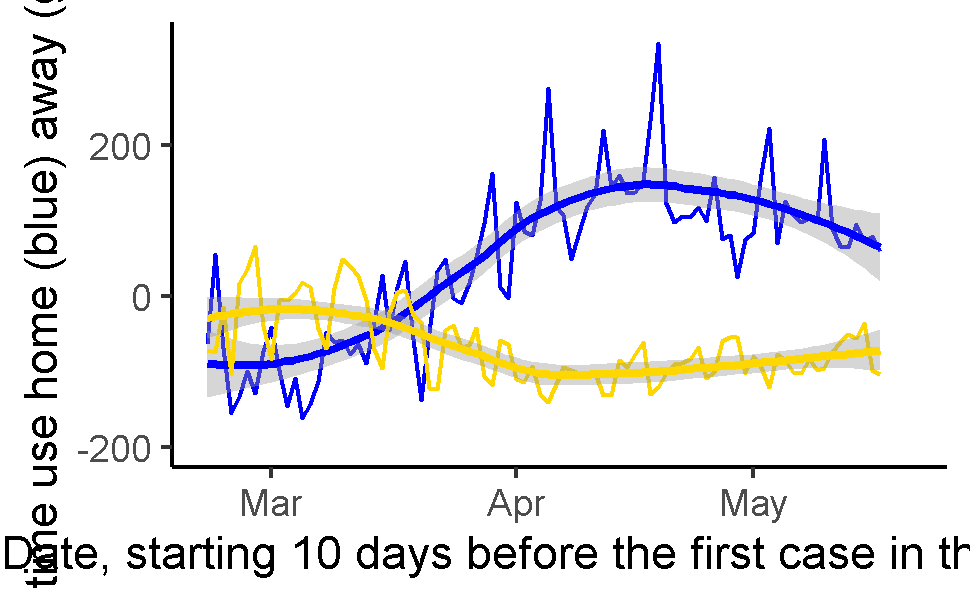 time use home (blue) away (
200
0
-200
Mar Apr May
Date, starting 10 days before the first case in th